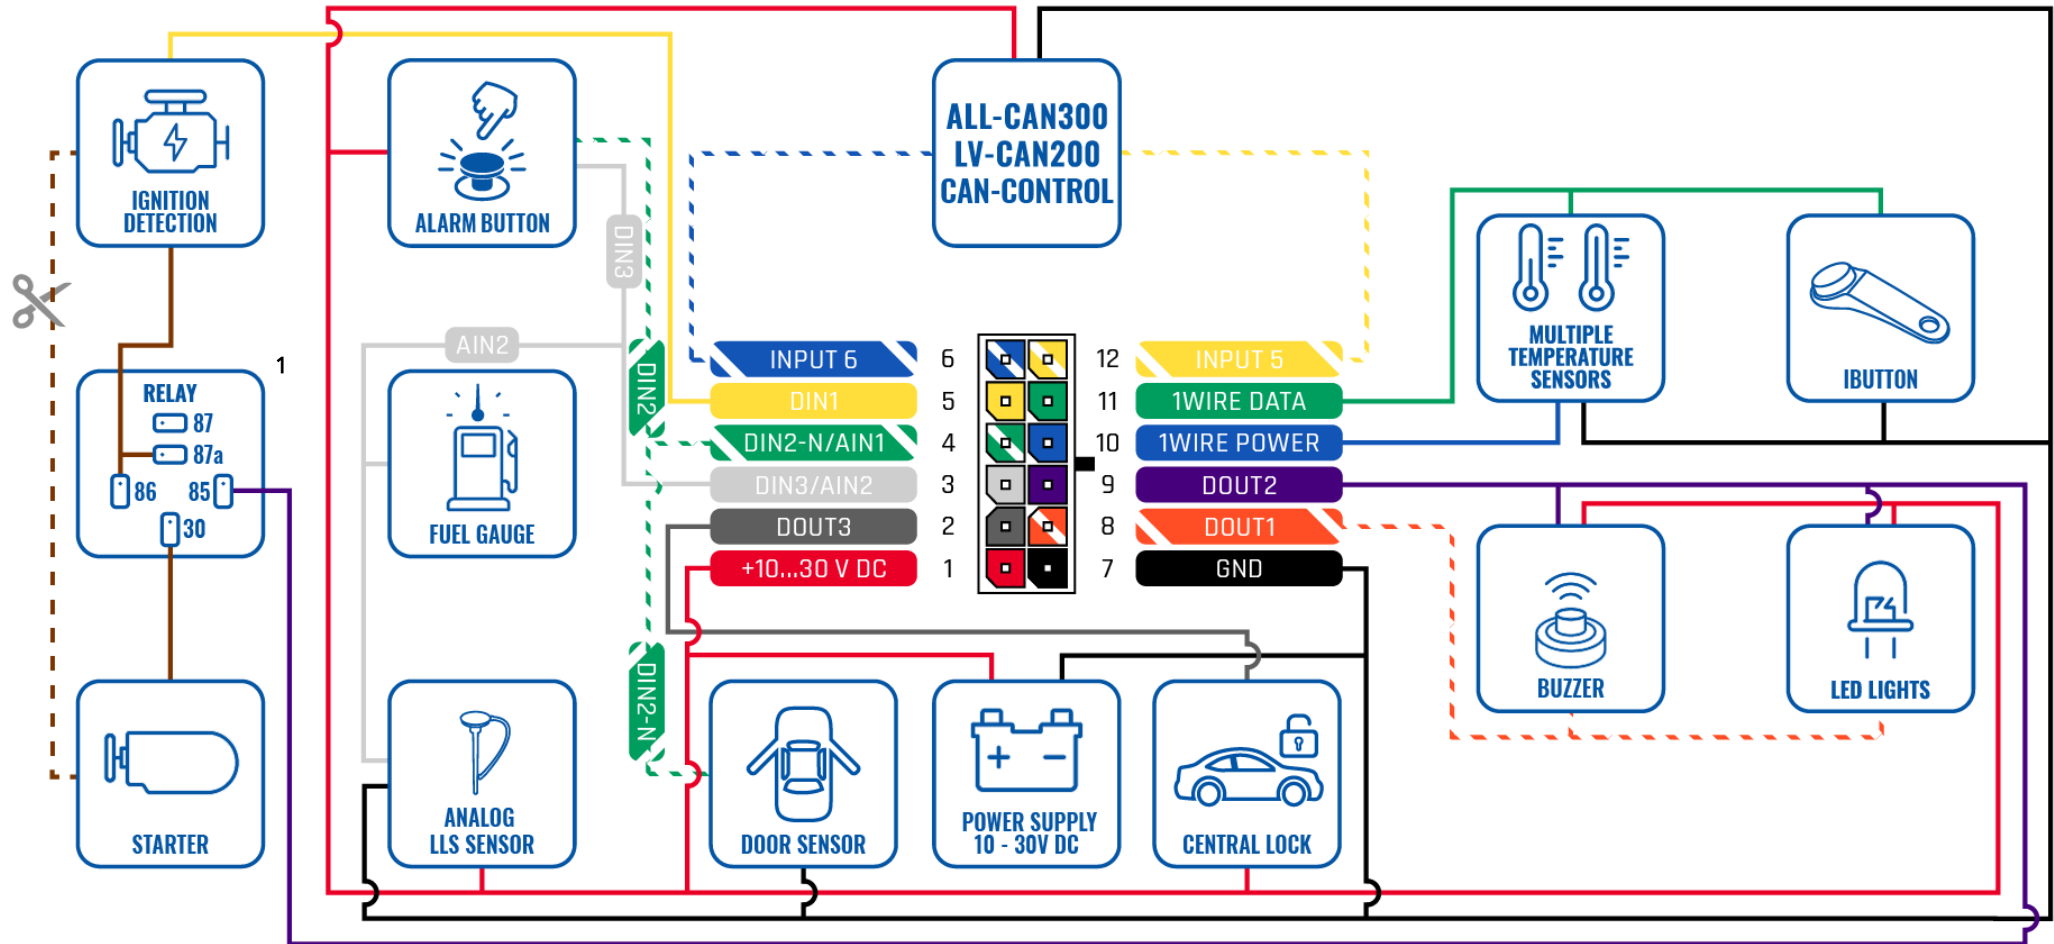 IGNITION
DETECTION
ALARM BUTTON
ALL-CAN300
LV-CAN200
CAN-CONTROL
MULTIPLE
TEMPERATURE
SENSORS
IBUTTON
DIN3
AIN2
DIN2
1
RELAY
87
87a
86
85
30
FUEL GAUGE
INPUT 6 6 12 INPUT 5
DIN1 5 11 1WIRE DATA
DIN2-N/AIN1 4 10 1WIRE POWER
DIN3/AIN2 3 9 DOUT2
DOUT3 2 8 DOUT1
+10...30 V DC 1 7 GND
DIN2-N
STARTER
ANALOG
LLS SENSOR
DOOR SENSOR
POWER SUPPLY
10 - 30V DC
CENTRAL LOCK
BUZZER
LED LIGHTS